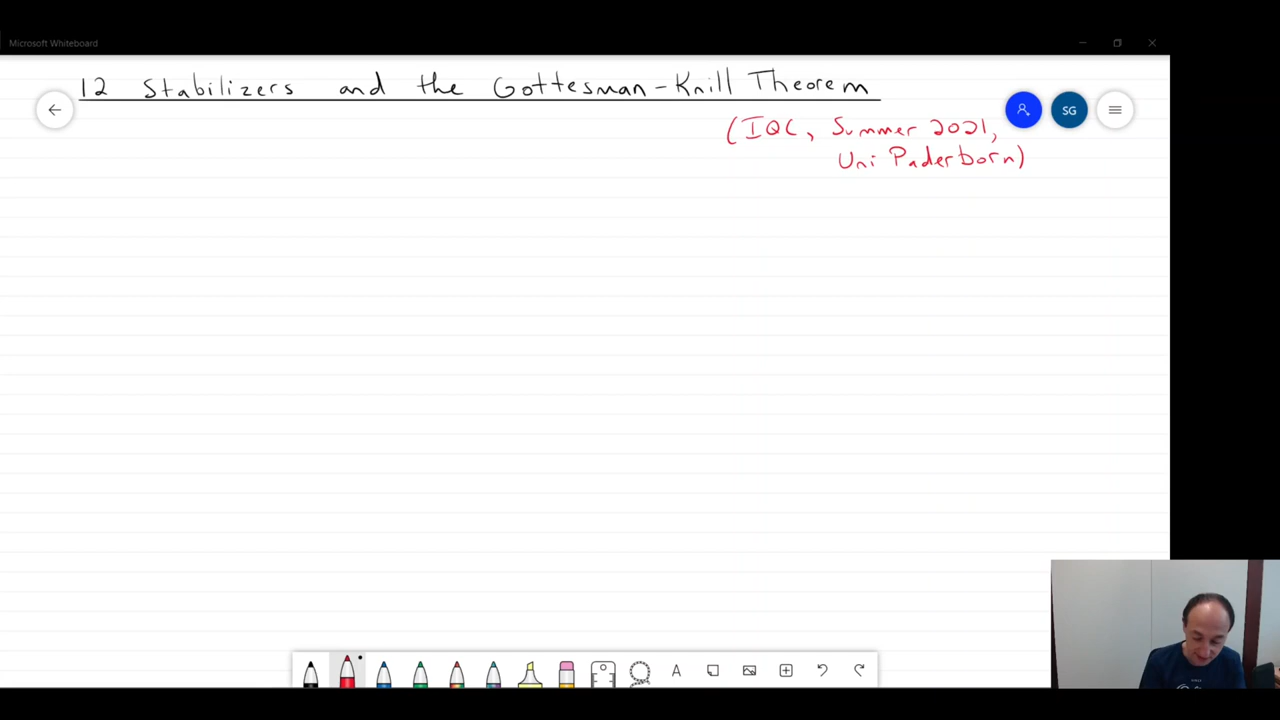 Microsoft Whiteboard
12 Stabilizers and the Gottesman-Knill Theorem
(IQC, Summer 2021,
Uni Paderborn)
SG
A